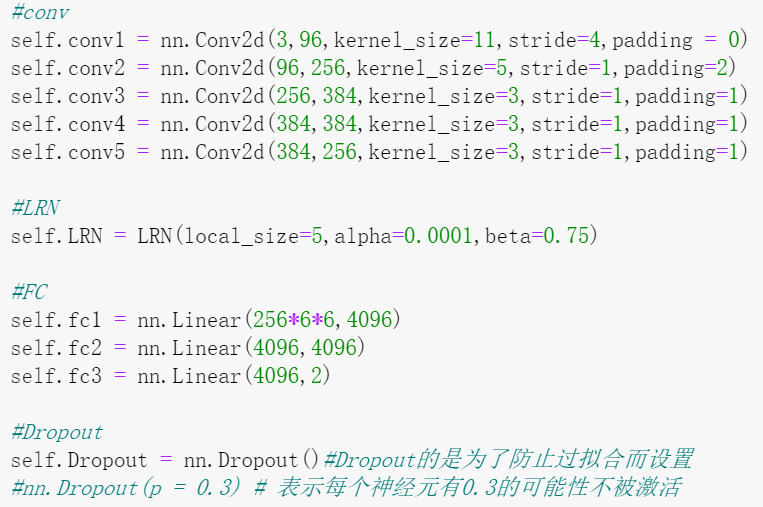 #conv
self.conv1 = nn.Conv2d(3,96,kernel_size=11,stride=4,padding = 0)
self.conv2 = nn.Conv2d(96,256,kernel_size=5,stride=1,padding=2)
self.conv3 = nn.Conv2d(256,384,kernel_size=3,stride=1,padding=1)
self.conv4 = nn.Conv2d(384,384,kernel_size=3,stride=1,padding=1)
self.conv5 = nn.Conv2d(384,256,kernel_size=3,stride=1,padding=1)
#LRN
self.LRN = LRN(local_size=5,alpha=0.0001,beta=0.75)
#FC
self.fc1 = nn.Linear(256*6*6,4096)
self.fc2 = nn.Linear(4096,4096)
self.fc3 = nn.Linear(4096,2)
#Dropout
self.Dropout = nn.Dropout()#Dropout的是为了防止过拟合而设置
#nn.Dropout(p = 0.3) # 表示每个神经元有0.3的可能性不被激活